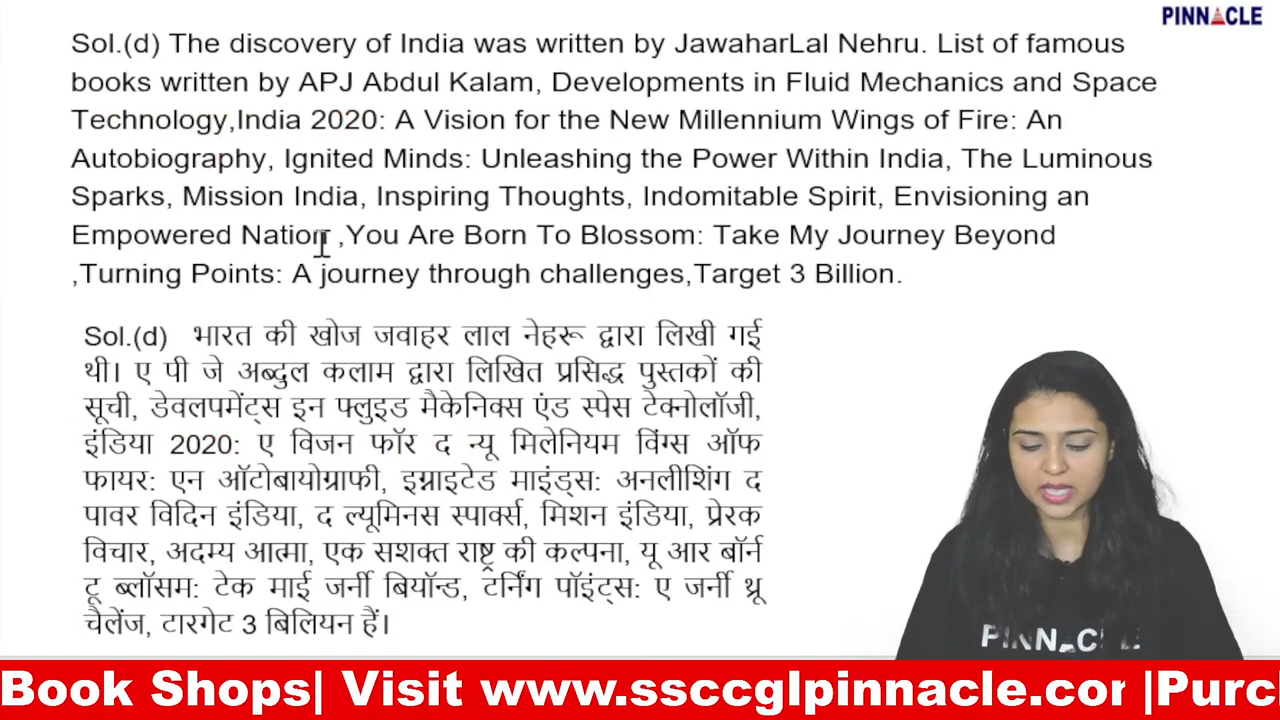 PINNACLE
Sol.(d) The discovery of India was written by JawaharLal Nehru. List of famous
books written by APJ Abdul Kalam, Developments in Fluid Mechanics and Space
Technology,India 2020: A Vision for the New Millennium Wings of Fire: An
Autobiography, Ignited Minds: Unleashing the Power Within India, The Luminous
Sparks, Mission India, Inspiring Thoughts, Indomitable Spirit, Envisioning an
Empowered Nation ,You Are Born To Blossom: Take My Journey Beyond
,Turning Points: A journey through challenges,Target 3 Billion.
Sol.(d) भारत की खोज जवाहर लाल नेहरू द्वारा लिखी गई
थी। ए पी जे अब्दुल कलाम द्वारा लिखित प्रसिद्ध पुस्तकों की
सूची, डेवलपमेंट्स इन फ्लुइड मैकेनिक्स एंड स्पेस टेक्नोलॉजी,
इंडिया 2020: ए विजन फॉर द न्यू मिलेनियम विंग्स ऑफ
फायर: एन ऑटोबायोग्राफी, इग्नाइटेड माइंड्स: अनलीशिंग द
पावर विदिन इंडिया, द ल्यूमिनस स्पार्क्स, मिशन इंडिया, प्रेरक
विचार, अदम्य आत्मा, एक सशक्त राष्ट्र की कल्पना, यू आर बॉर्न
टू ब्लॉसम: टेक माई जर्नी बियॉन्ड, टर्निंग पॉइंट्स: ए जर्नी थ्रू
चैलेंज, टारगेट 3 बिलियन हैं।
PINNACLE
Book Shops| Visit www.ssccglpinnacle.cor |Purc